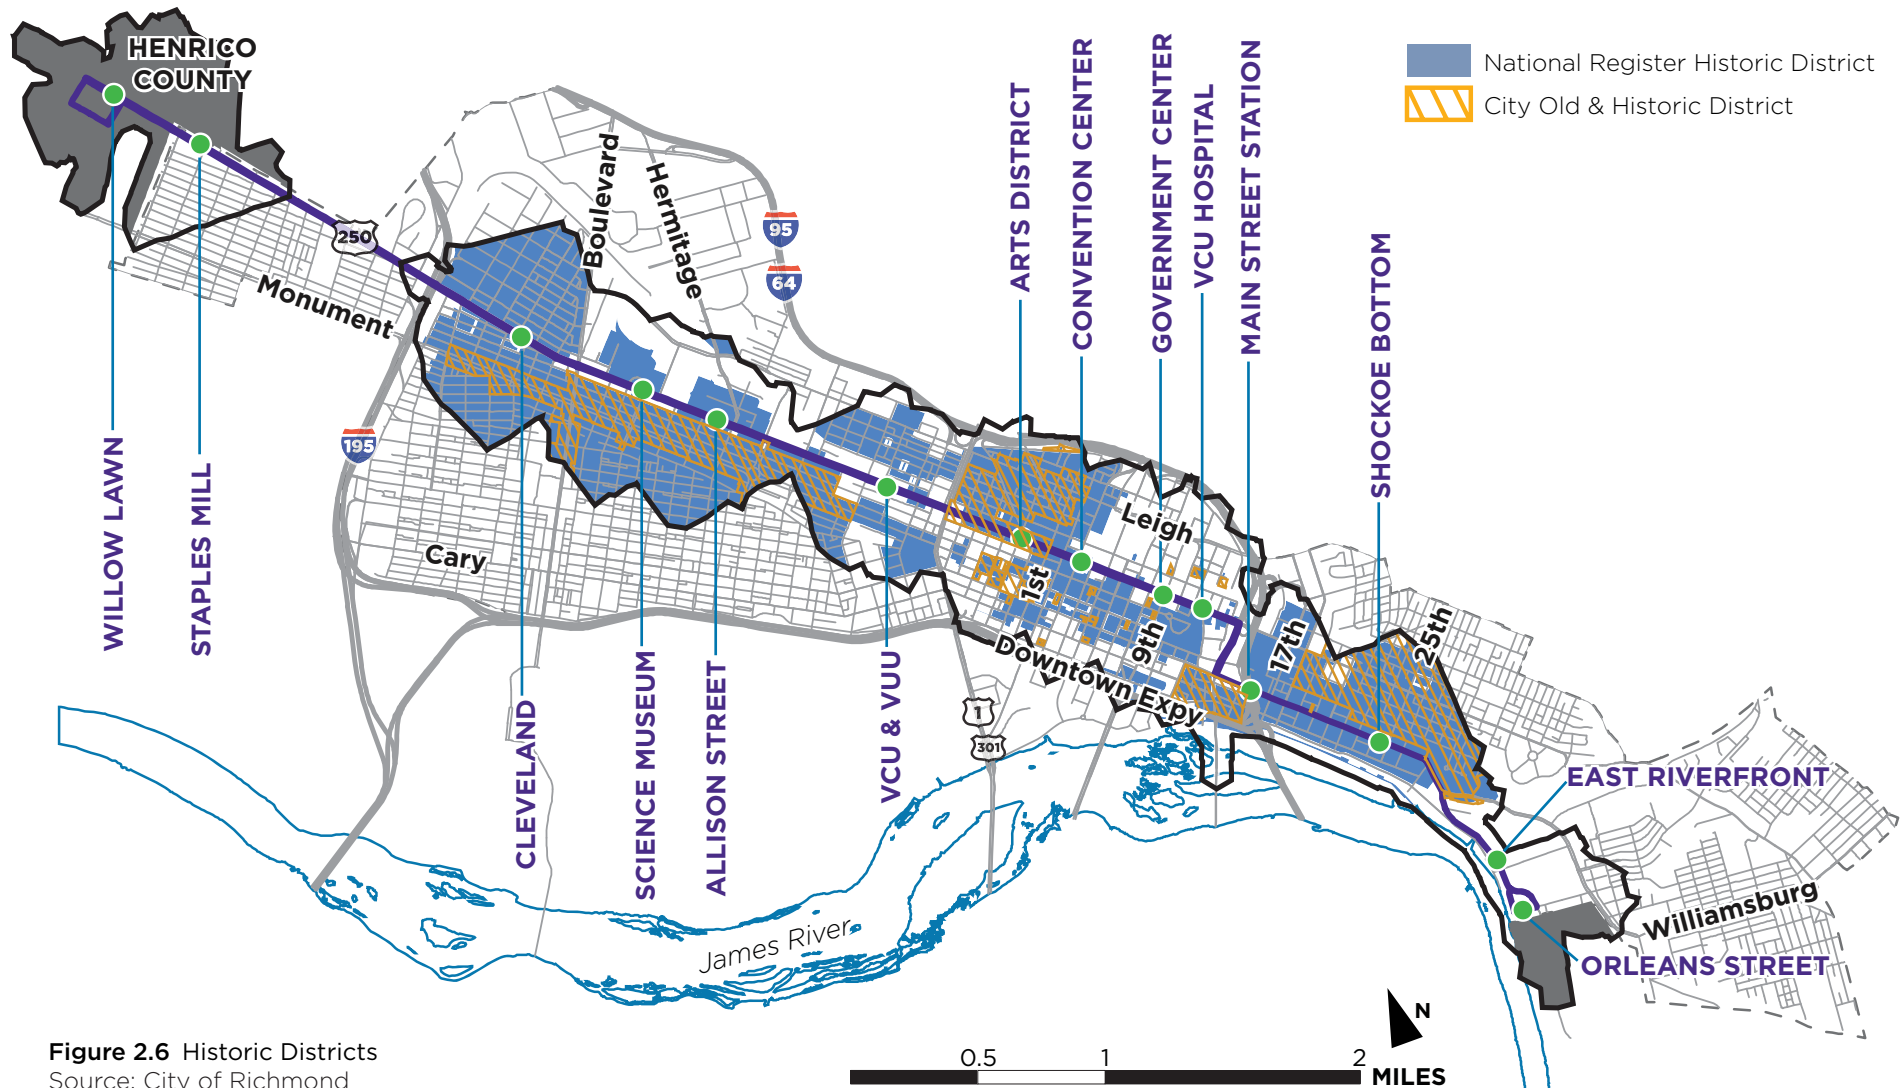 HENRICO
COUNTY
National Register Historic District
City Old & Historic District
250
Monument
Boulevard
Hermitage
95
64
195
Cary
Leigh
1st
9th
17th
25th
Downtown Expy
1
301
Williamsburg
James River
WILLOW LAWN
STAPLES MILL
CLEVELAND
SCIENCE MUSEUM
ALLISON STREET
VCU & VUU
ARTS DISTRICT
CONVENTION CENTER
GOVERNMENT CENTER
VCU HOSPITAL
MAIN STREET STATION
SHOCKOE BOTTOM
EAST RIVERFRONT
ORLEANS STREET
N
0.5 1 2
MILES
Figure 2.6 Historic Districts
Source: City of Richmond